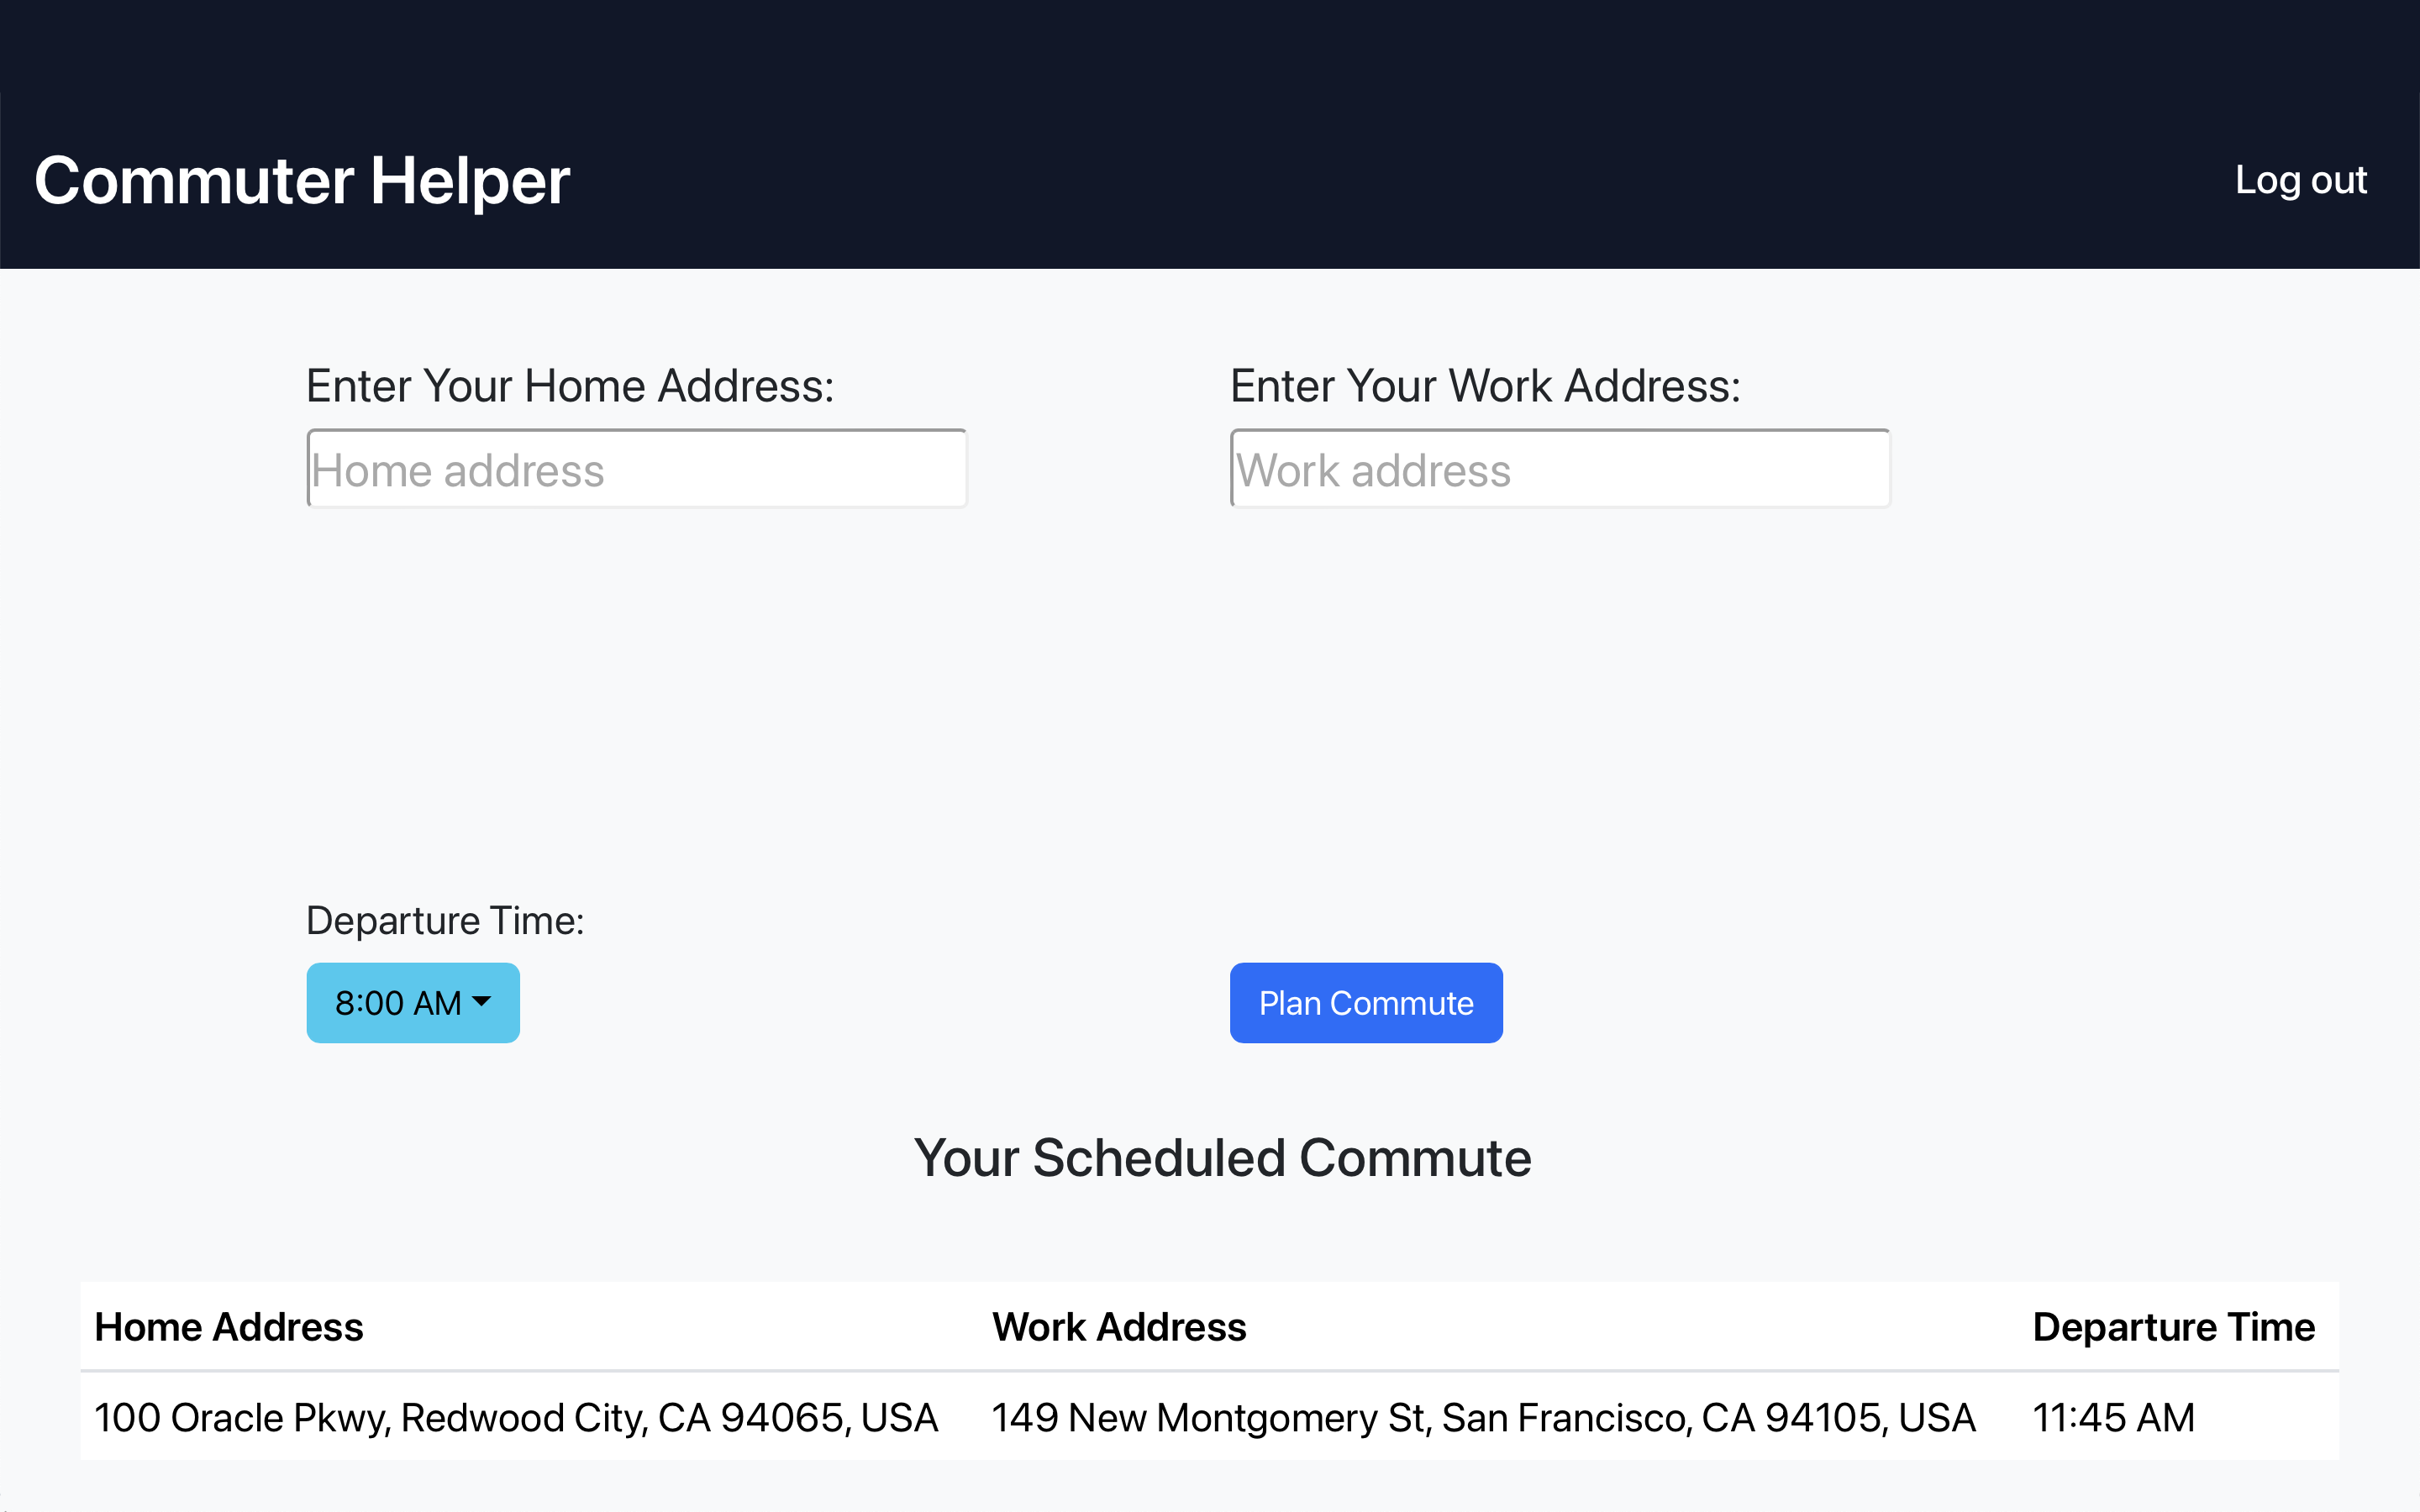 Commuter Helper
Log out
Enter Your Home Address:
Enter Your Work Address:
Home address
Work address
Departure Time:
8:00 AM
Plan Commute
Your Scheduled Commute
Home Address Work Address Departure Time
100 Oracle Pkwy, Redwood City, CA 94065, USA 149 New Montgomery St, San Francisco, CA 94105, USA 11:45 AM